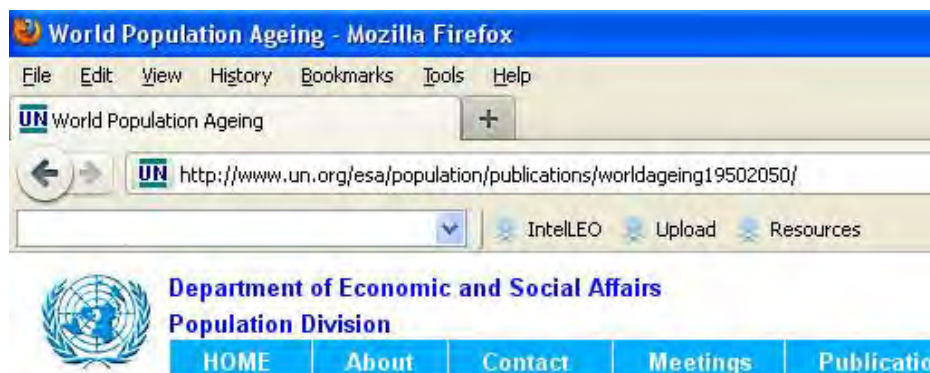 World Population Ageing - Mozilla Firefox
File Edit View History Bookmarks Tools Help
UN World Population Ageing +
UN http://www.un.org/esa/population/publications/worldageing19502050/
IntelLEO Upload Resources
Department of Economic and Social Affairs
Population Division
HOME About Contact Meetings Publicatio